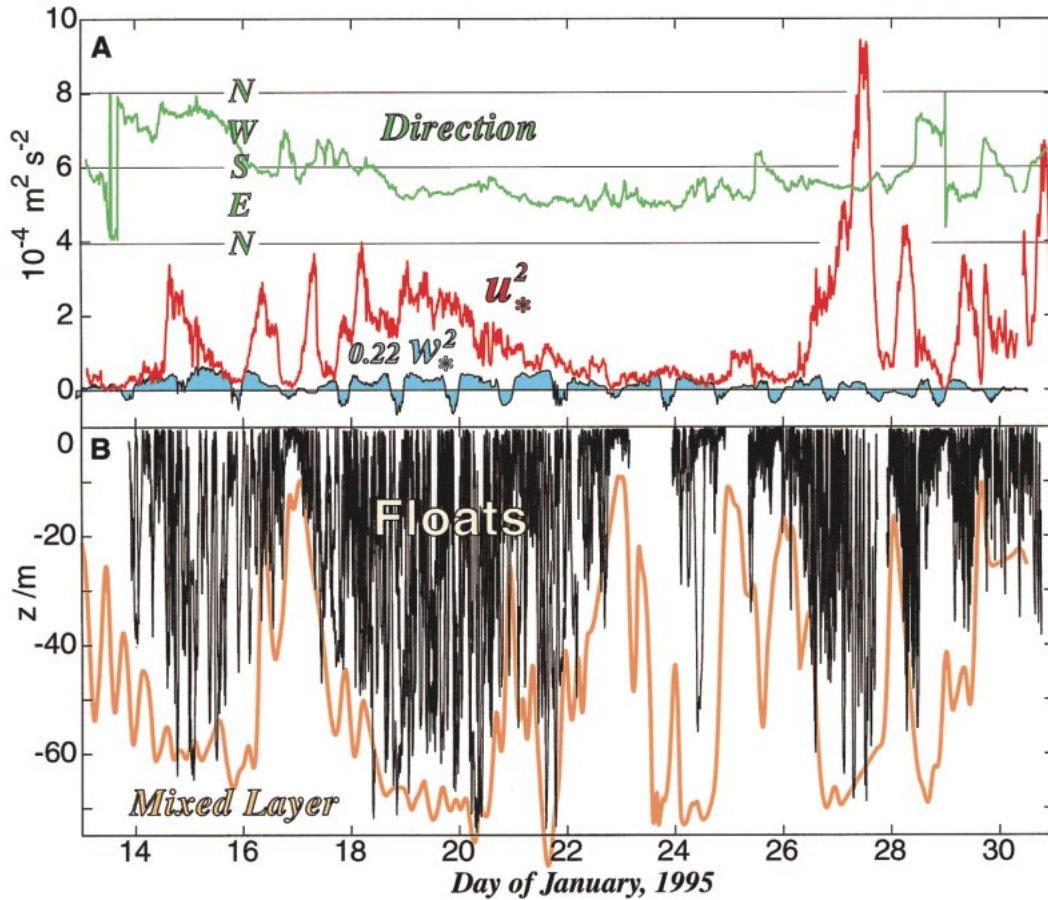 A
10
8
6
4
2
0
10⁻⁴ m² s⁻²
N
W
S
E
N
Direction
u²*
0.22 W²*
B
0
-20
-40
-60
z /m
Floats
Mixed Layer
14 16 18 20 22 24 26 28 30
Day of January, 1995